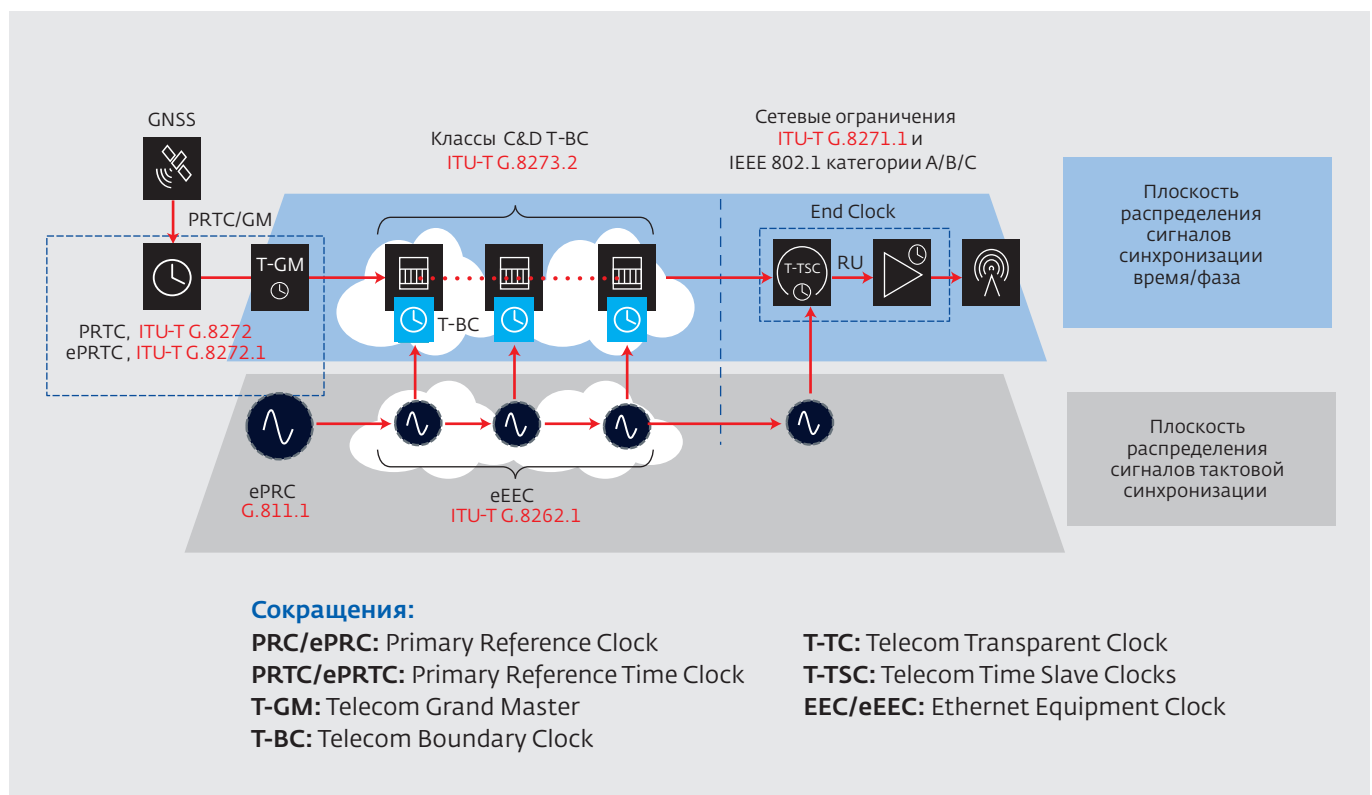 GNSS
Классы C&D T-BC
ITU-T G.8273.2
Сетевые ограничения
ITU-T G.8271.1 и
IEEE 802.1 категории A/B/C
Плоскость
распределения
сигналов
синхронизации
время/фаза
PRTC/GM
End Clock
T-GM
T-TSC
RU
T-BC
PRTC, ITU-T G.8272
ePRTC, ITU-T G.8272.1
Плоскость
распределения
сигналов тактовой
синхронизации
ePRC
G.811.1
eEEC
ITU-T G.8262.1
Сокращения:
PRC/ePRC: Primary Reference Clock
PRTC/ePRTC: Primary Reference Time Clock
T-GM: Telecom Grand Master
T-BC: Telecom Boundary Clock
T-TC: Telecom Transparent Clock
T-TSC: Telecom Time Slave Clocks
EEC/eEEC: Ethernet Equipment Clock